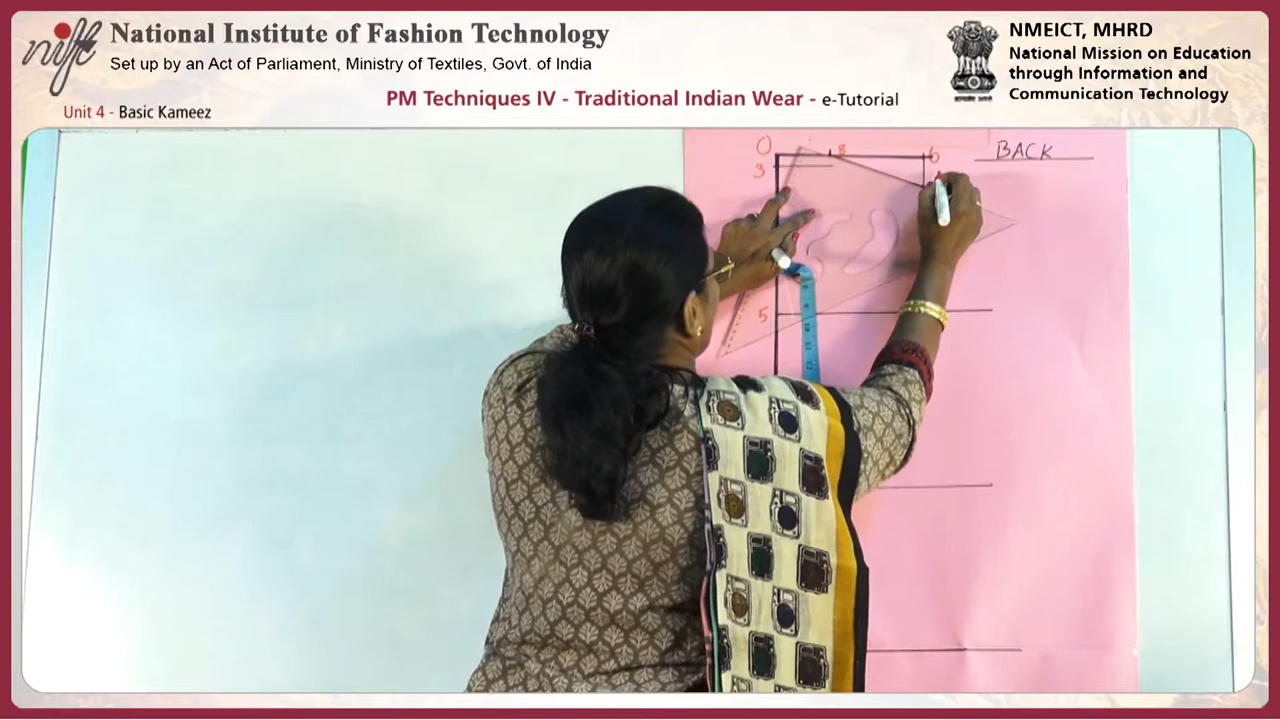 nift
National Institute of Fashion Technology
Set up by an Act of Parliament, Ministry of Textiles, Govt. of India
NMEICT, MHRD
National Mission on Education
through Information and
Communication Technology
PM Techniques IV - Traditional Indian Wear - e-Tutorial
Unit 4 - Basic Kameez
0
8
6
BACK
3
5